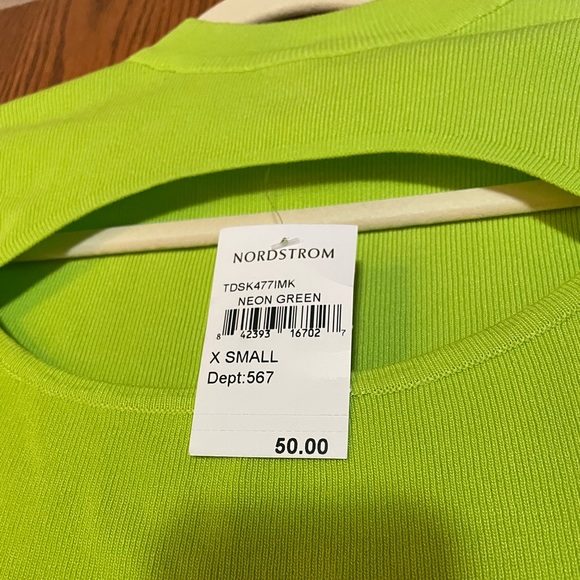 NORDSTROM
TDSK477IMK
NEON GREEN
8 42393 16702 7
X SMALL
Dept:567
50.00